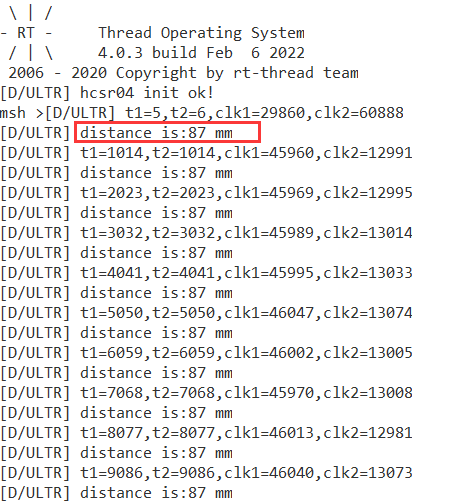 \ | /
- RT -     Thread Operating System
 / | \     4.0.3 build Feb  6 2022
 2006 - 2020 Copyright by rt-thread team
[D/ULTR] hcsr04 init ok!
msh >[D/ULTR] t1=5,t2=6,clk1=29860,clk2=60888
[D/ULTR] distance is:87 mm
[D/ULTR] t1=1014,t2=1014,clk1=45960,clk2=12991
[D/ULTR] distance is:87 mm
[D/ULTR] t1=2023,t2=2023,clk1=45969,clk2=12995
[D/ULTR] distance is:87 mm
[D/ULTR] t1=3032,t2=3032,clk1=45989,clk2=13014
[D/ULTR] distance is:87 mm
[D/ULTR] t1=4041,t2=4041,clk1=45995,clk2=13033
[D/ULTR] distance is:87 mm
[D/ULTR] t1=5050,t2=5050,clk1=46047,clk2=13074
[D/ULTR] distance is:87 mm
[D/ULTR] t1=6059,t2=6059,clk1=46002,clk2=13005
[D/ULTR] distance is:87 mm
[D/ULTR] t1=7068,t2=7068,clk1=45970,clk2=13008
[D/ULTR] distance is:87 mm
[D/ULTR] t1=8077,t2=8077,clk1=46013,clk2=12981
[D/ULTR] distance is:87 mm
[D/ULTR] t1=9086,t2=9086,clk1=46040,clk2=13073
[D/ULTR] distance is:87 mm